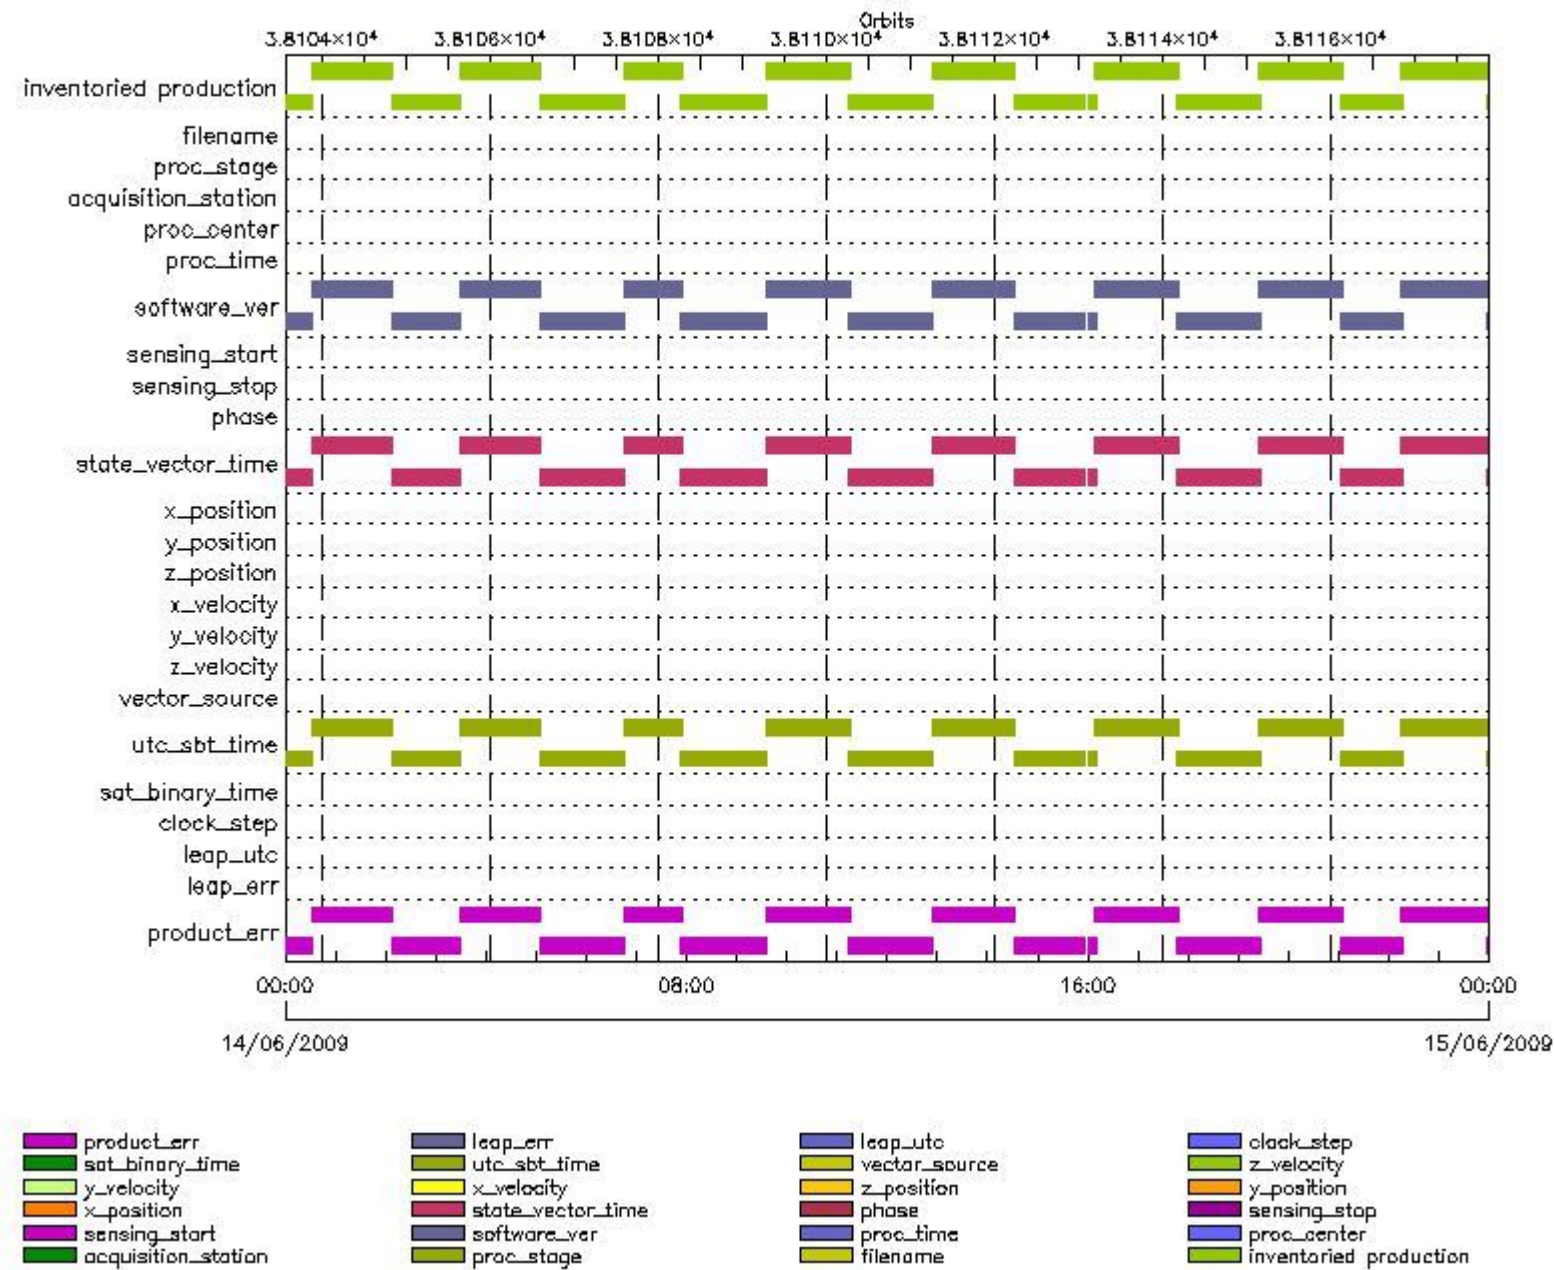 Orbits
3.8104×10⁴ 3.8106×10⁴ 3.8108×10⁴ 3.8110×10⁴ 3.8112×10⁴ 3.8114×10⁴ 3.8116×10⁴
inventoried production
filename
proc_stage
acquisition_station
proc_center
proc_time
software_ver
sensing_start
sensing_stop
phase
state_vector_time
x_position
y_position
z_position
x_velocity
y_velocity
z_velocity
vector_source
utc_sbt_time
sat_binary_time
clock_step
leap_utc
leap_err
product_err
00:00 08:00 16:00 00:00
14/06/2009 15/06/2009
product_err leap_err leap_utc clock_step
sat_binary_time utc_sbt_time vector_source z_velocity
y_velocity x_velocity z_position y_position
x_position state_vector_time phase sensing_stop
sensing_start software_ver proc_time proc_center
acquisition_station proc_stage filename inventoried production